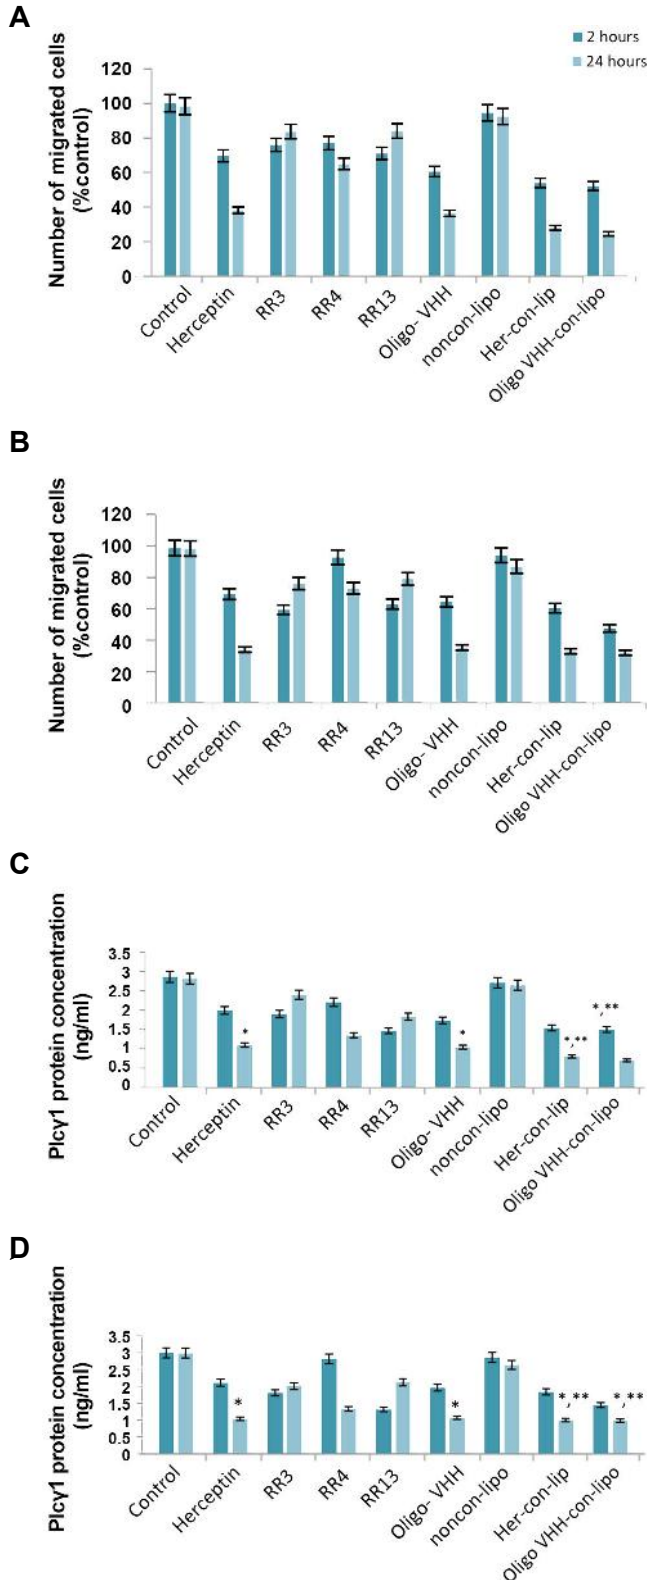 A
2 hours
24 hours
Number of migrated cells
(%control)
120
100
80
60
40
20
0
Control
Herceptin
RR3
RR4
RR13
Oligo- VHH
noncon-lipo
Her-con-lip
Oligo VHH-con-lipo
B
Number of migrated cells
(%control)
120
100
80
60
40
20
0
Control
Herceptin
RR3
RR4
RR13
Oligo- VHH
noncon-lipo
Her-con-lip
Oligo VHH-con-lipo
C
Plcγ1 protein concentration
(ng/ml)
3.5
3
2.5
2
1.5
1
0.5
0
*
*
*,**
*,**
Control
Herceptin
RR3
RR4
RR13
Oligo- VHH
noncon-lipo
Her-con-lip
Oligo VHH-con-lipo
D
Plcγ1 protein concentration
(ng/ml)
3.5
3
2.5
2
1.5
1
0.5
0
*
*
*,**
*,**
Control
Herceptin
RR3
RR4
RR13
Oligo- VHH
noncon-lipo
Her-con-lip
Oligo VHH-con-lipo